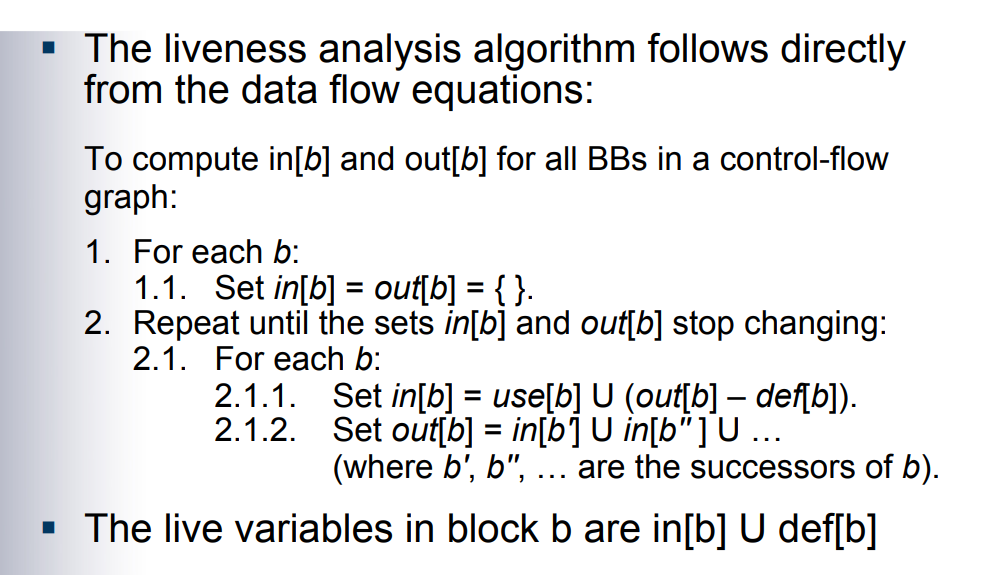 ▪ The liveness analysis algorithm follows directly
from the data flow equations:
To compute in[b] and out[b] for all BBs in a control-flow
graph:
1. For each b:
1.1. Set in[b] = out[b] = { }.
2. Repeat until the sets in[b] and out[b] stop changing:
2.1. For each b:
2.1.1. Set in[b] = use[b] U (out[b] – def[b]).
2.1.2. Set out[b] = in[b'] U in[b"] U …
(where b', b", … are the successors of b).
▪ The live variables in block b are in[b] U def[b]